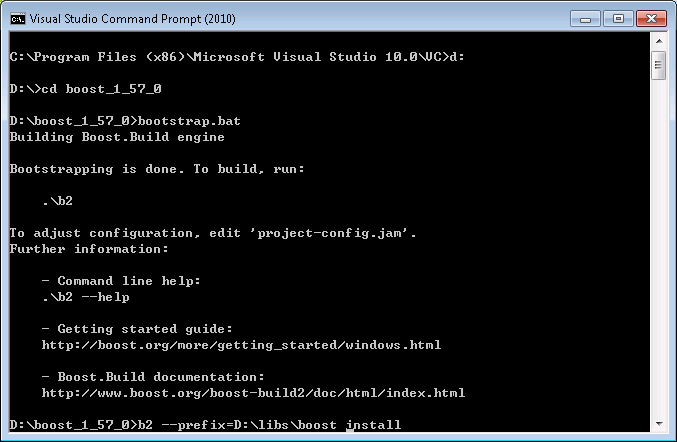 Visual Studio Command Prompt (2010)
C:\Program Files (x86)\Microsoft Visual Studio 10.0\VC>d:
D:\>cd boost_1_57_0
D:\boost_1_57_0>bootstrap.bat
Building Boost.Build engine
Bootstrapping is done. To build, run:
.\b2
To adjust configuration, edit 'project-config.jam'.
Further information:
- Command line help:
.\b2 --help
- Getting started guide:
http://boost.org/more/getting_started/windows.html
- Boost.Build documentation:
http://www.boost.org/boost-build2/doc/html/index.html
D:\boost_1_57_0>b2 --prefix=D:\libs\boost install